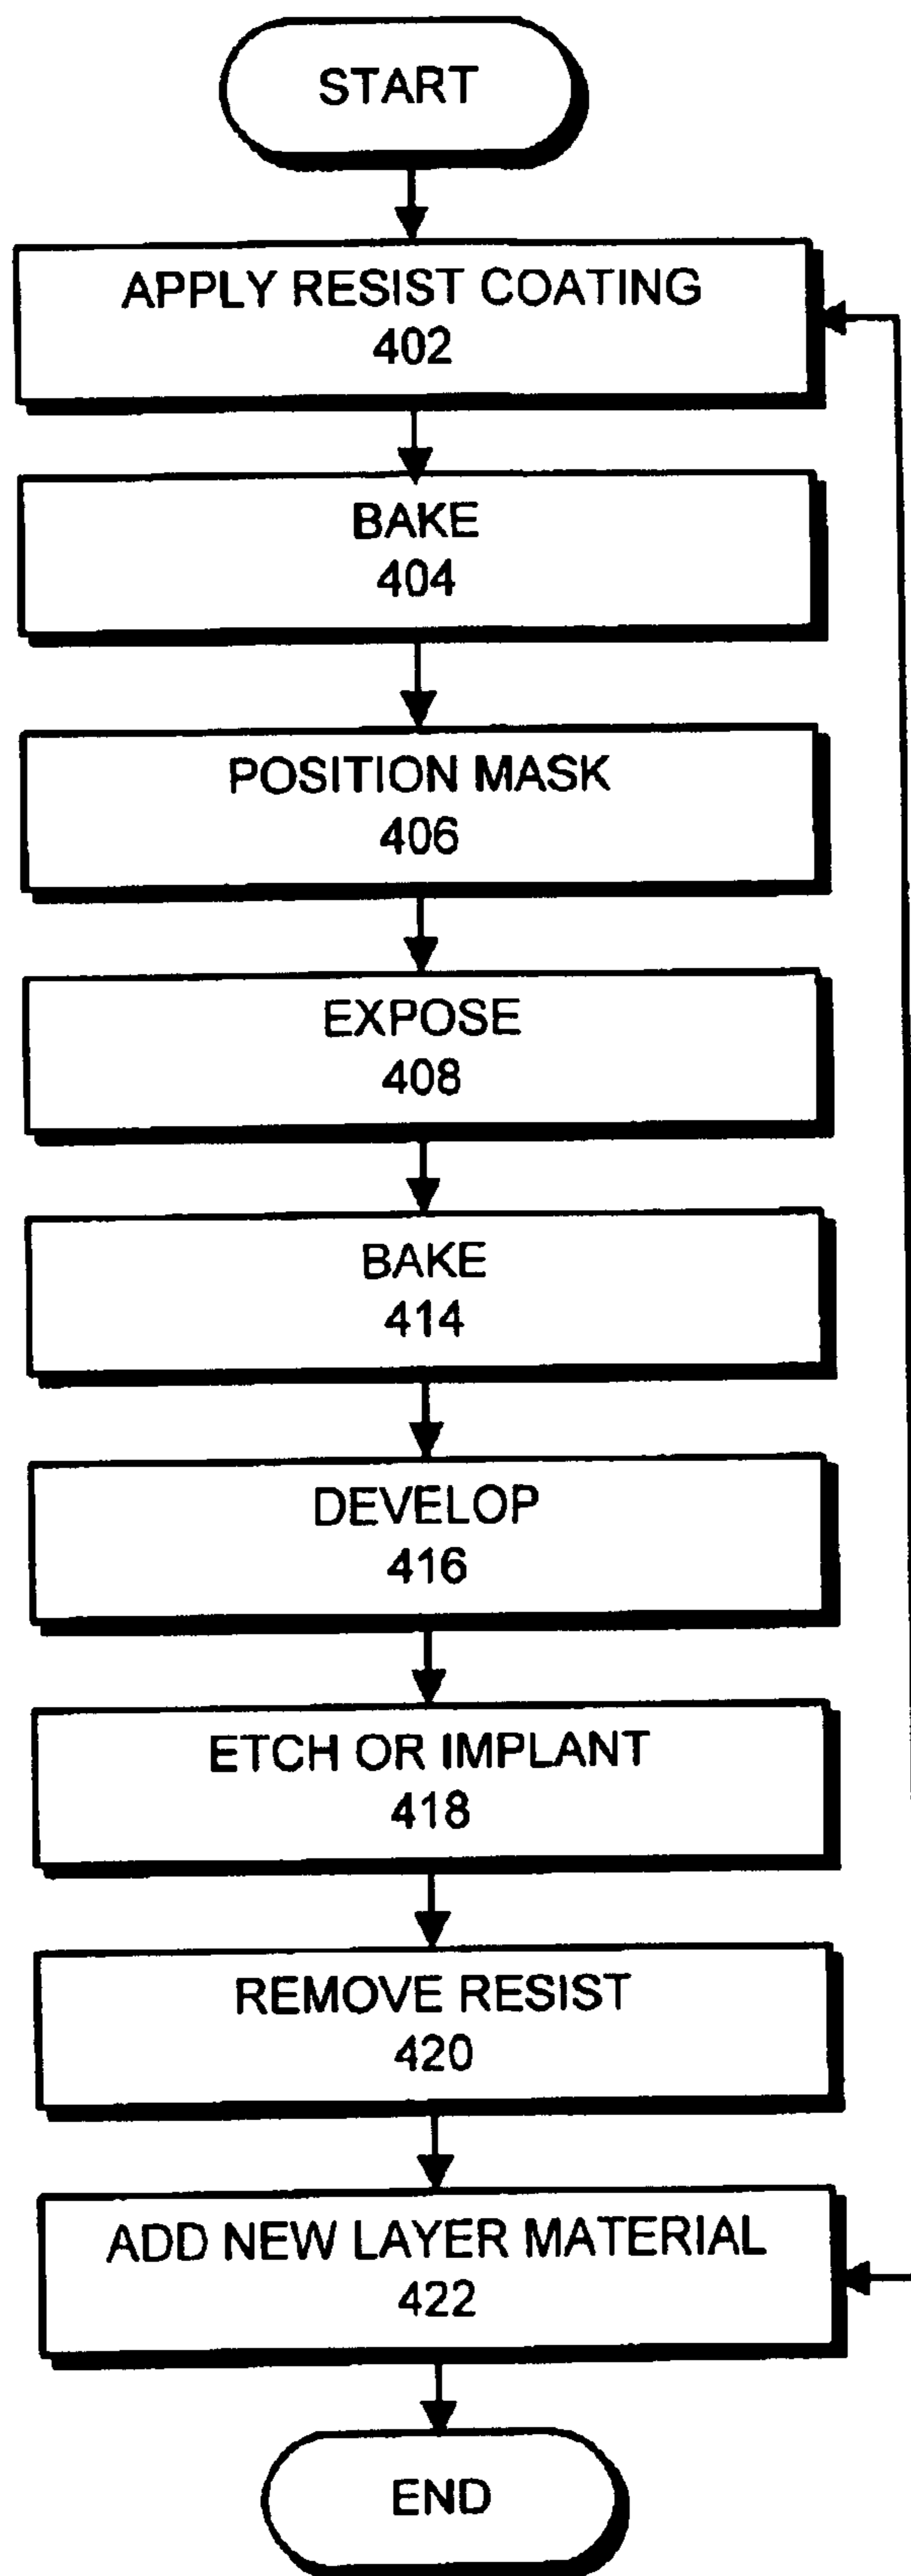 START
APPLY RESIST COATING
402
BAKE
404
POSITION MASK
406
EXPOSE
408
BAKE
414
DEVELOP
416
ETCH OR IMPLANT
418
REMOVE RESIST
420
ADD NEW LAYER MATERIAL
422
END